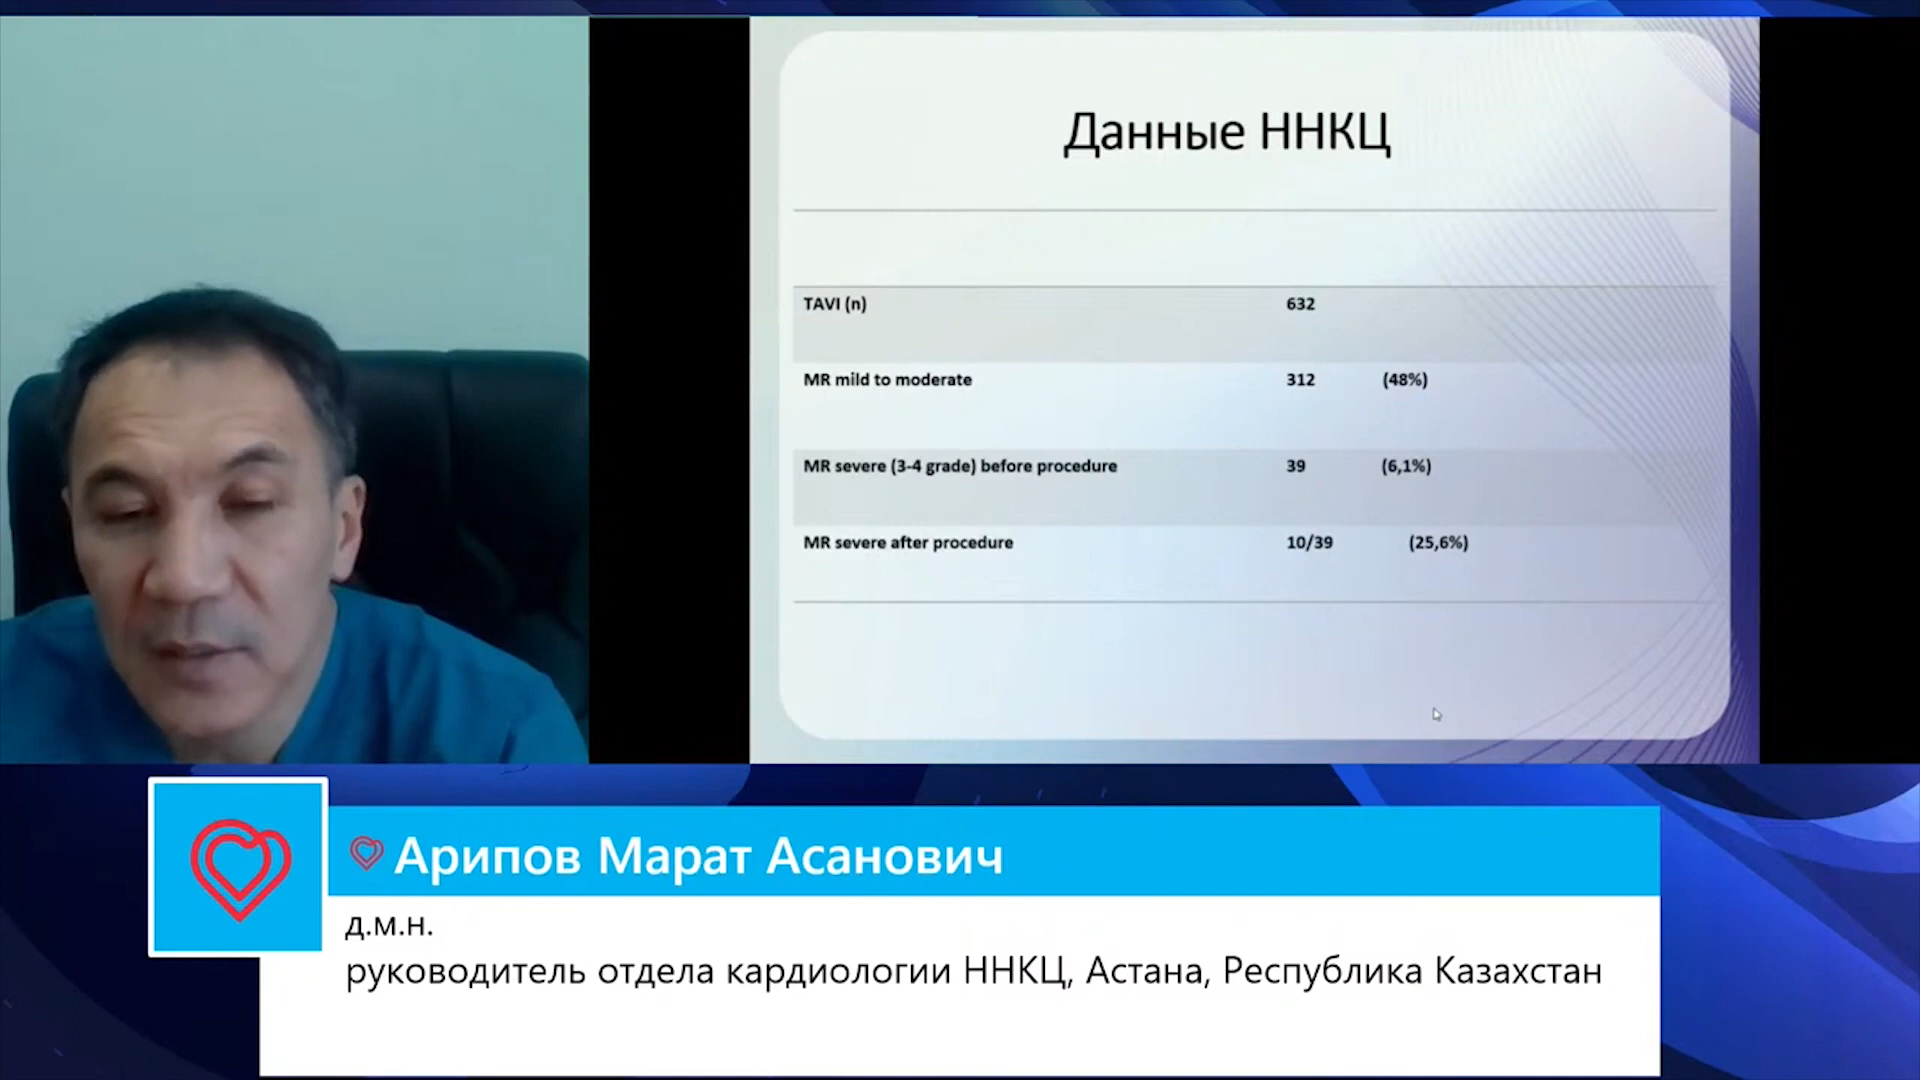 Данные ННКЦ
TAVI (n) 632
MR mild to moderate 312 (48%)
MR severe (3-4 grade) before procedure 39 (6,1%)
MR severe after procedure 10/39 (25,6%)
Арипов Марат Асанович
д.м.н.
руководитель отдела кардиологии ННКЦ, Астана, Республика Казахстан